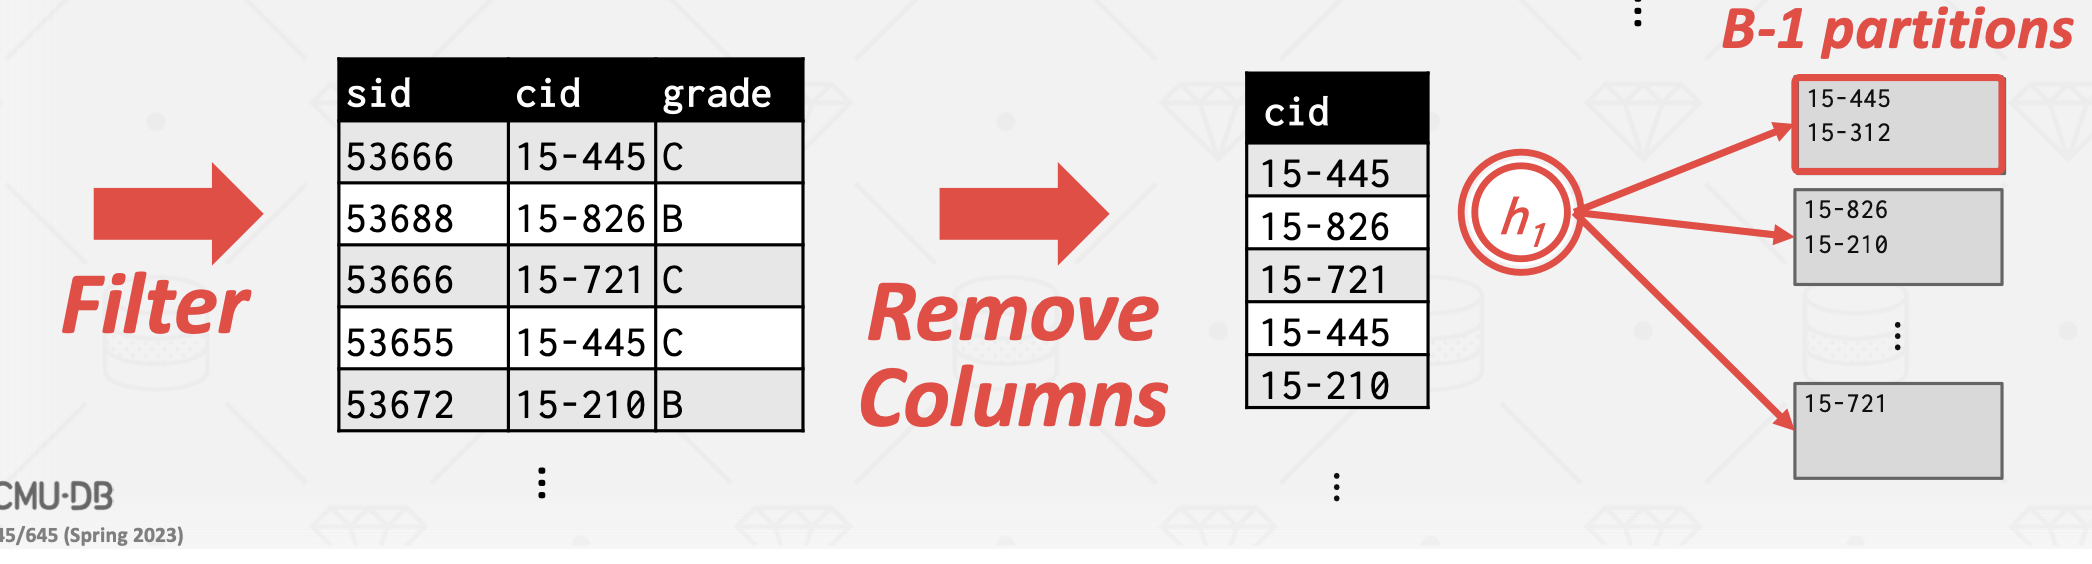 B-1 partitions
sid cid grade
53666 15-445 C
53688 15-826 B
53666 15-721 C
53655 15-445 C
53672 15-210 B
⋮
Filter
Remove
Columns
cid
15-445
15-826
15-721
15-445
15-210
⋮
h1
15-445
15-312
15-826
15-210
⋮
15-721
CMU·DB
45/645 (Spring 2023)